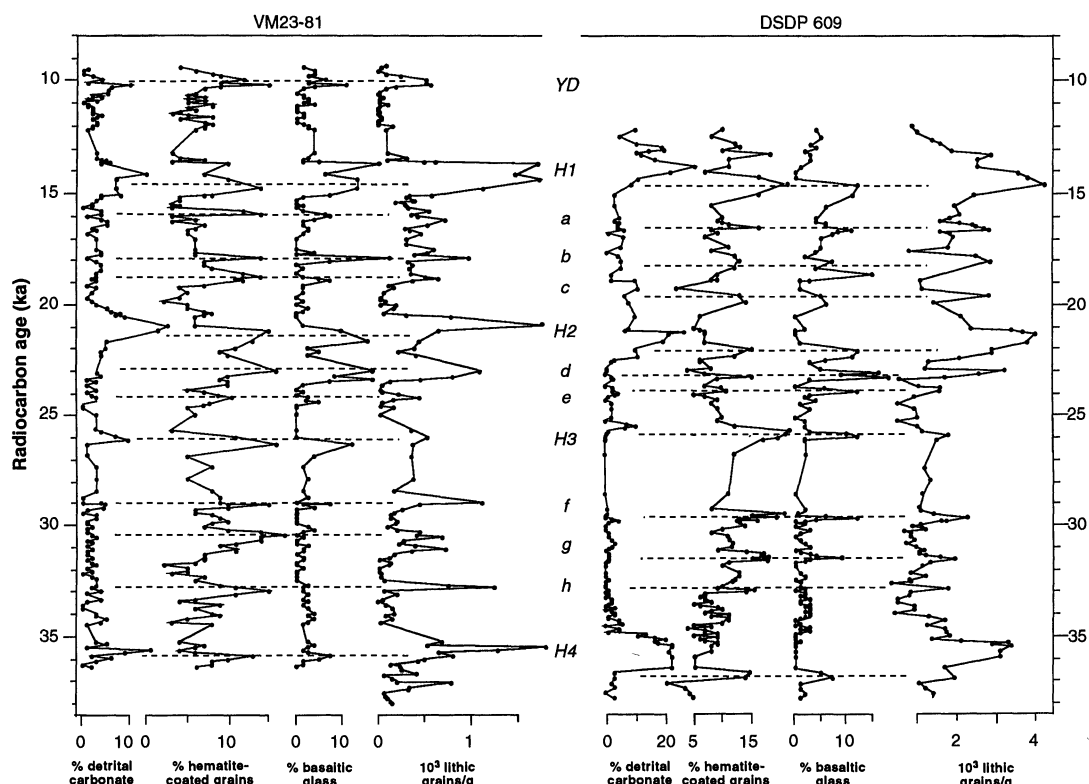 VM23-81
DSDP 609
Radiocarbon age (ka)
10
15
20
25
30
35
YD
H1
a
b
c
H2
d
e
H3
f
g
h
H4
10
15
20
25
30
35
0 10 0 10 0 10 0 1
0 10 20 5 10 15 0 10 2 4
% detrital carbonate
% hematite-coated grains
% basaltic glass
10³ lithic grains/g
% detrital carbonate
% hematite-coated grains
% basaltic glass
10³ lithic grains/g